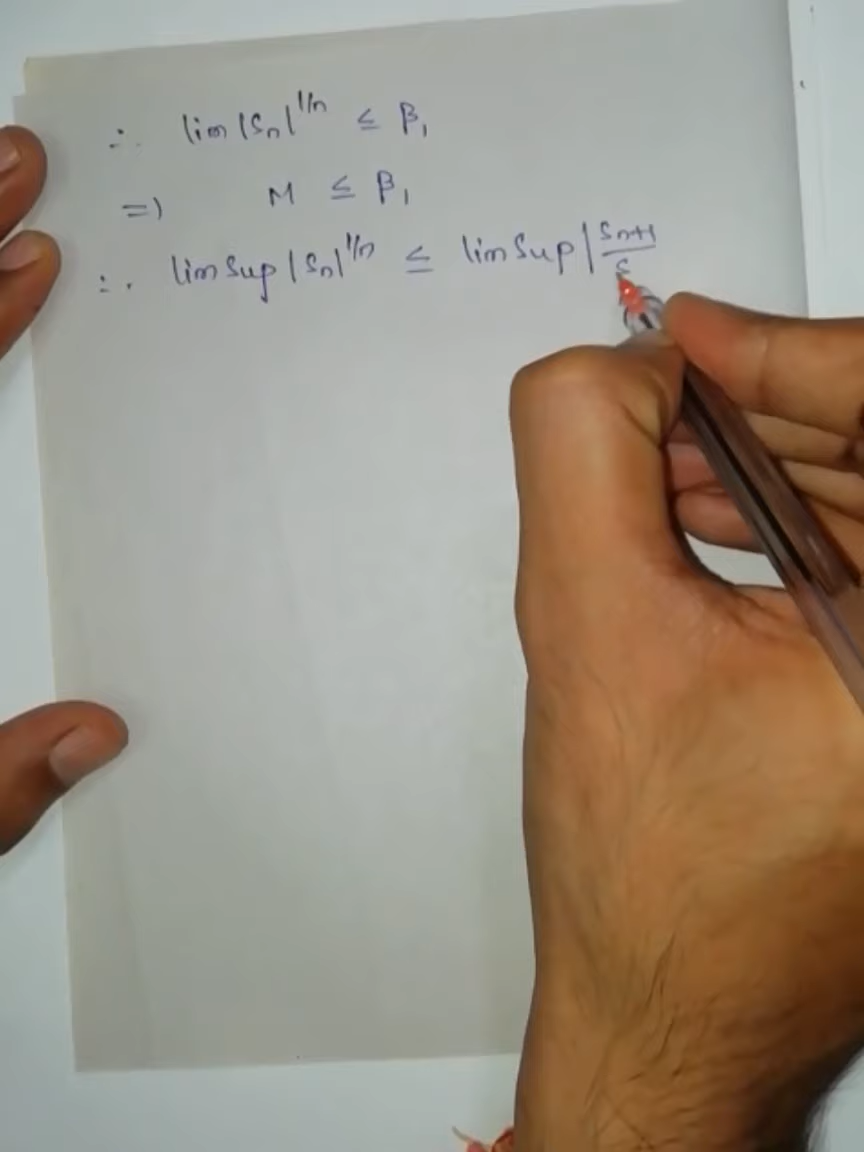 ∴ lim |Sn|^1/n ≤ β1
⇒ M ≤ β1
∴ lim Sup |Sn|^1/n ≤ lim Sup | Sn+1 / S